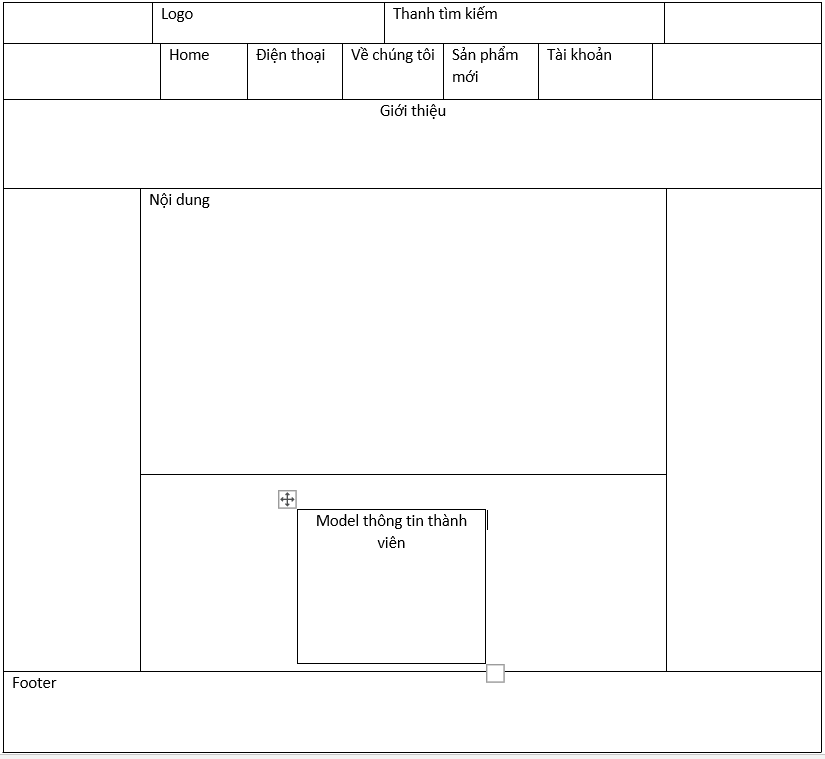 Logo
Thanh tìm kiếm
Home
Điện thoại
Về chúng tôi
Sản phẩm
mới
Tài khoản
Giới thiệu
Nội dung
Model thông tin thành
viên
Footer